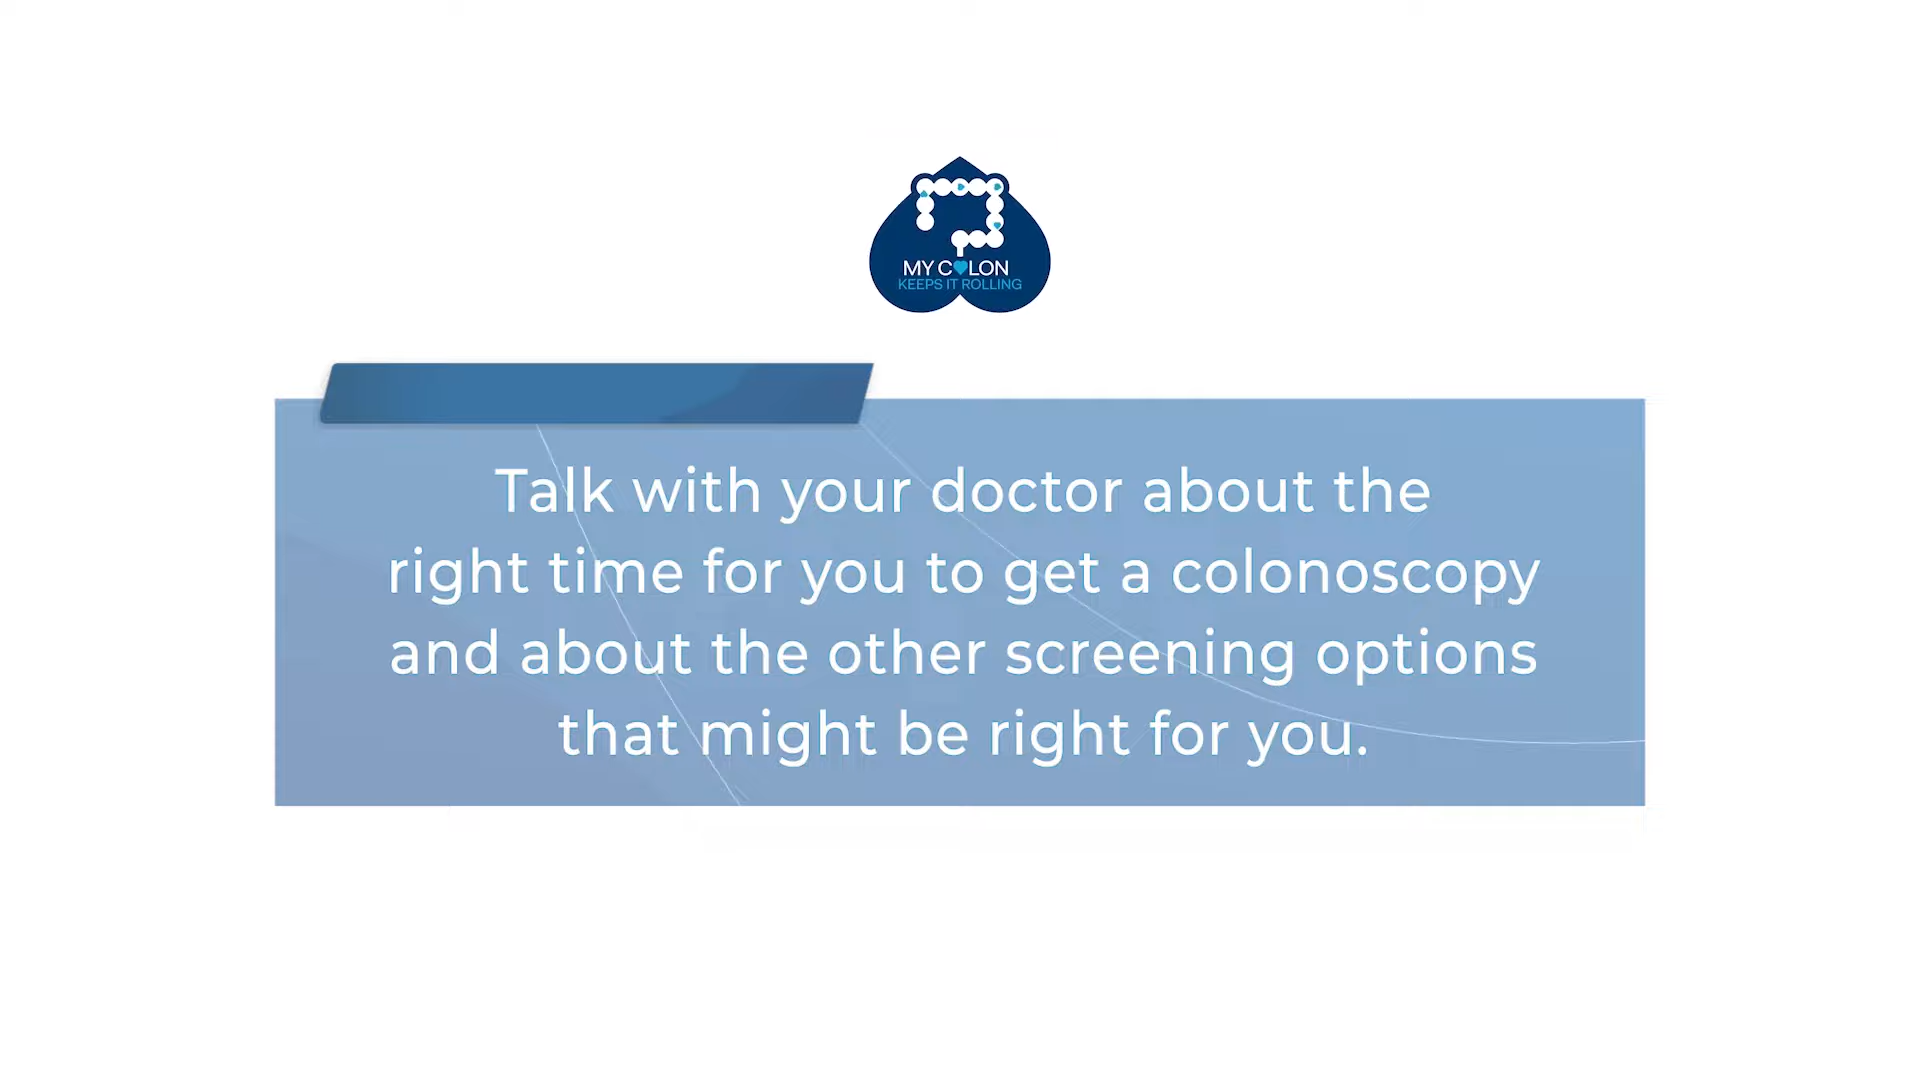 MY COLON
KEEPS IT ROLLING
Talk with your doctor about the
right time for you to get a colonoscopy
and about the other screening options
that might be right for you.